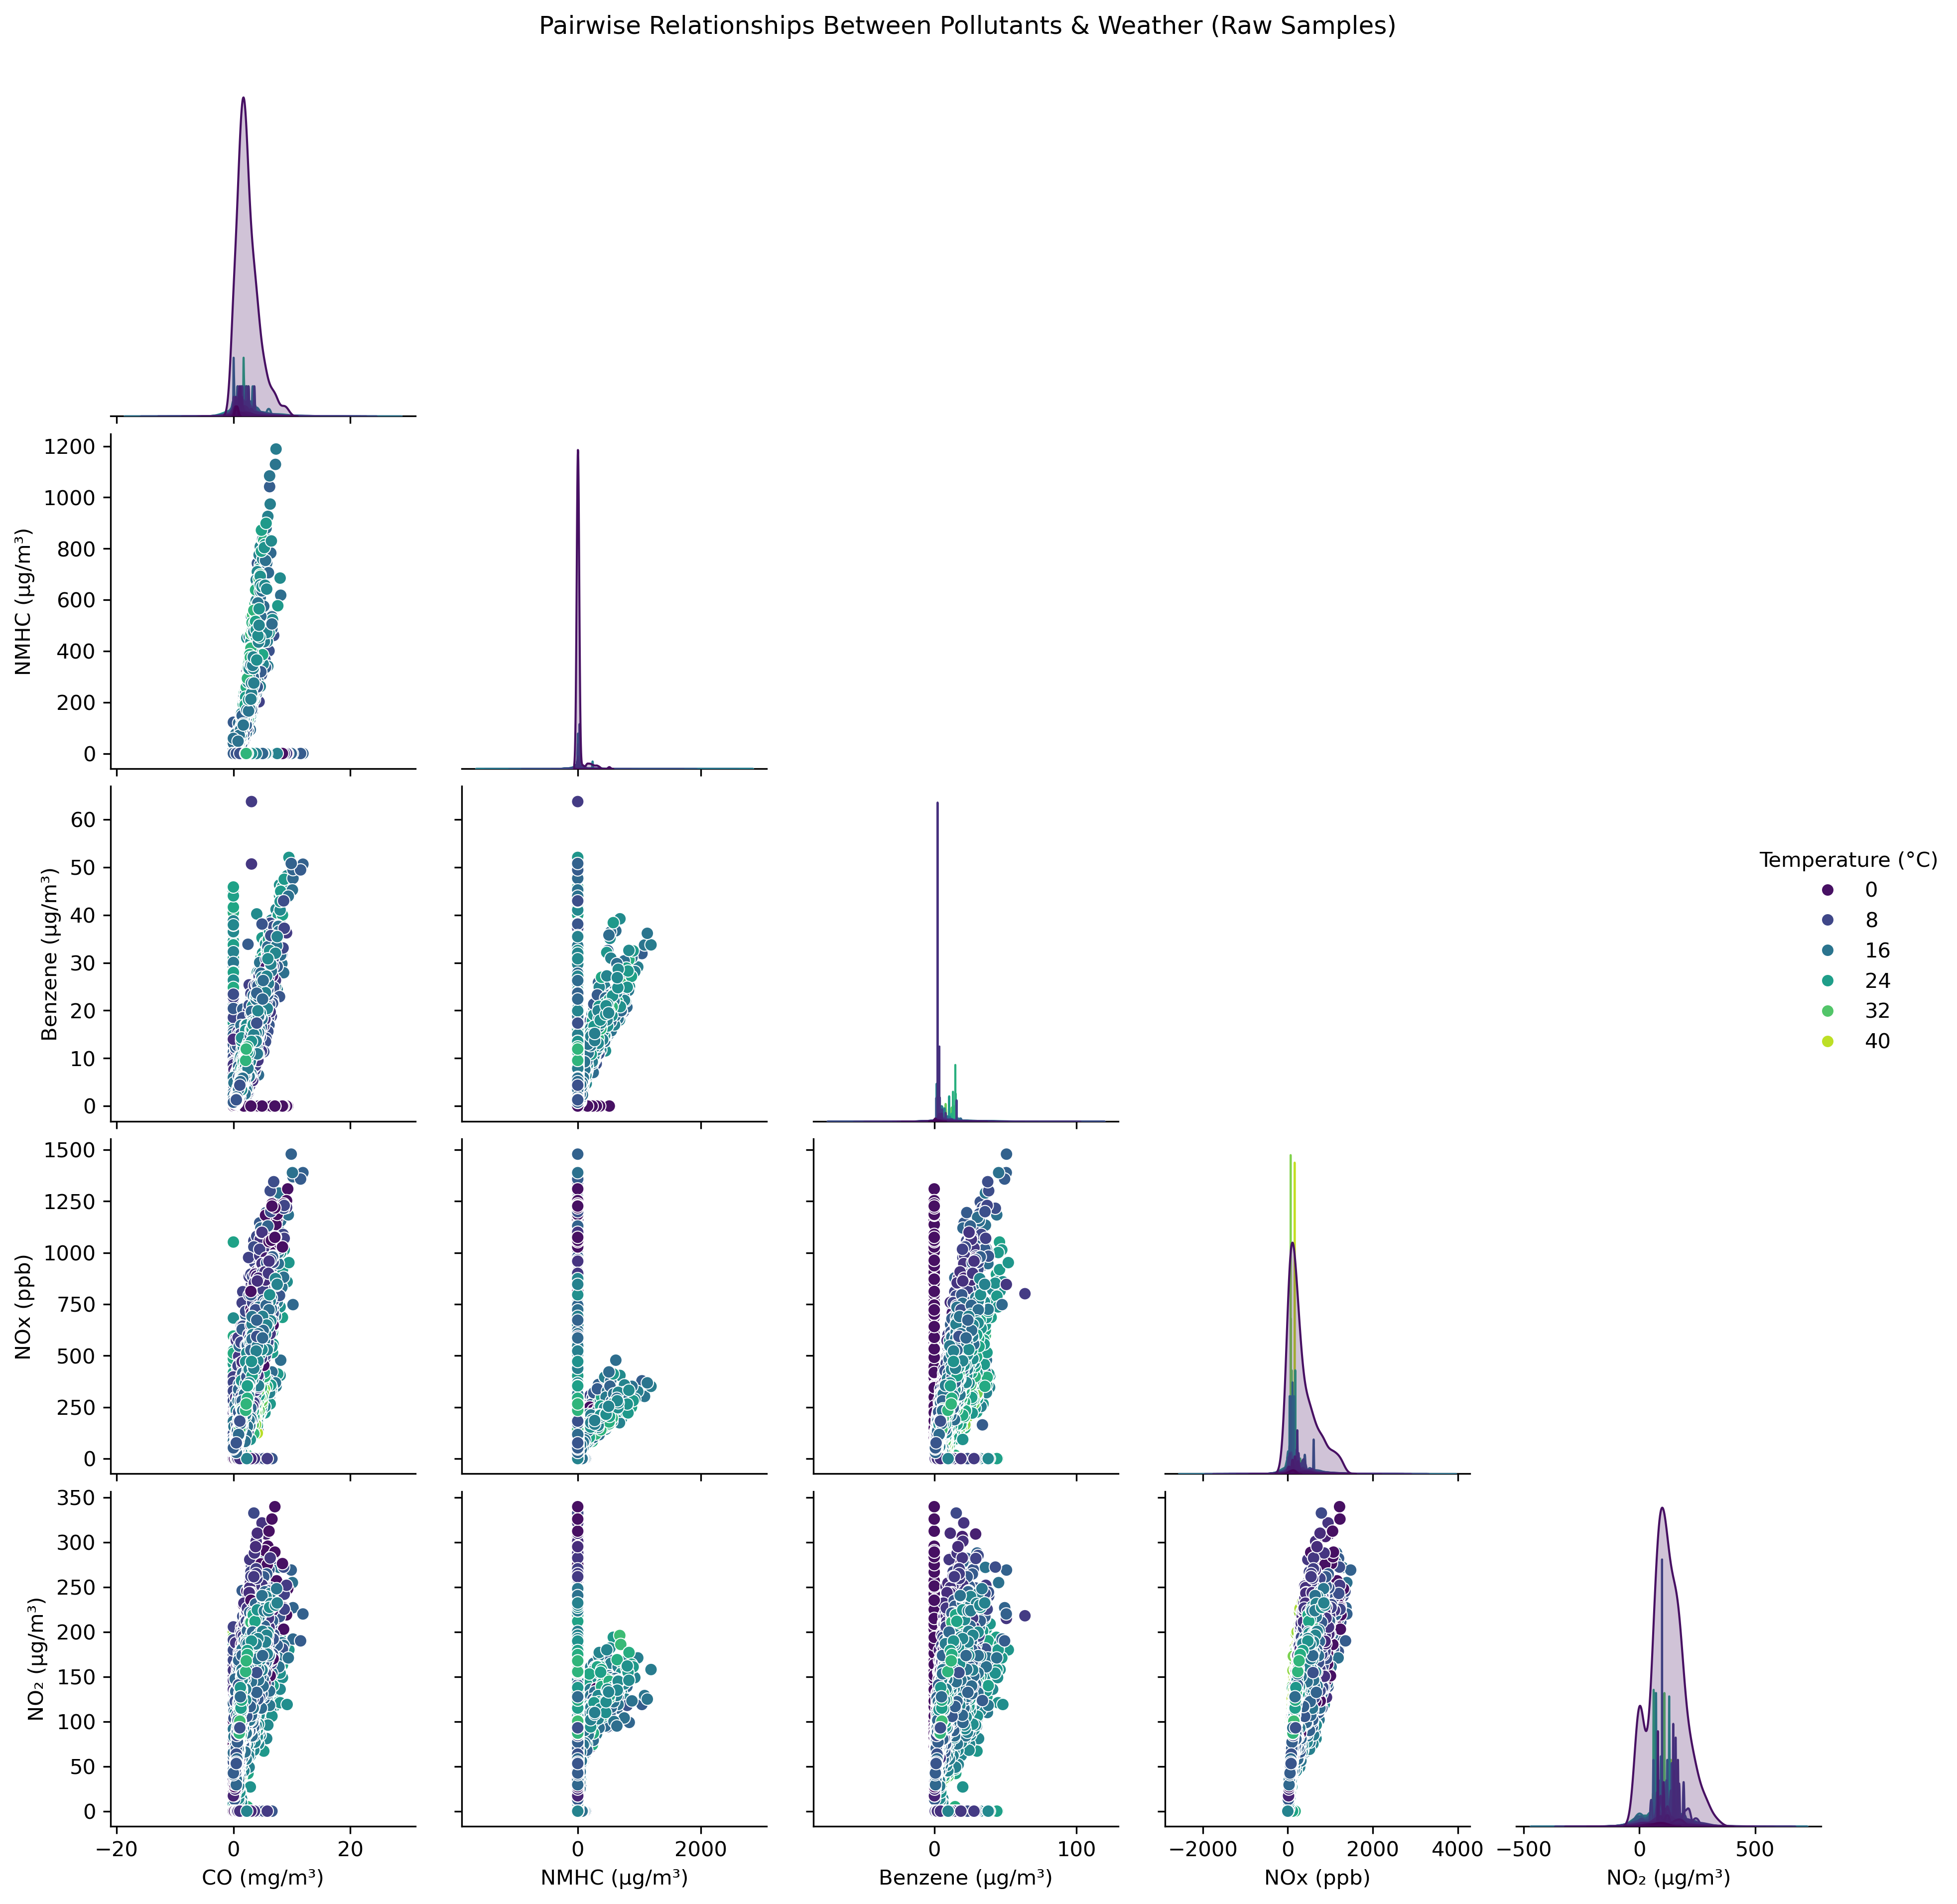 Pairwise Relationships Between Pollutants & Weather (Raw Samples)
NMHC (µg/m³)
1200
1000
800
600
400
200
0
Benzene (µg/m³)
60
50
40
30
20
10
0
Temperature (°C)
0
8
16
24
32
40
NOx (ppb)
1500
1250
1000
750
500
250
0
NO₂ (µg/m³)
350
300
250
200
150
100
50
0
−20 0 20
CO (mg/m³)
0 2000
NMHC (µg/m³)
0 100
Benzene (µg/m³)
−2000 0 2000 4000
NOx (ppb)
−500 0 500
NO₂ (µg/m³)